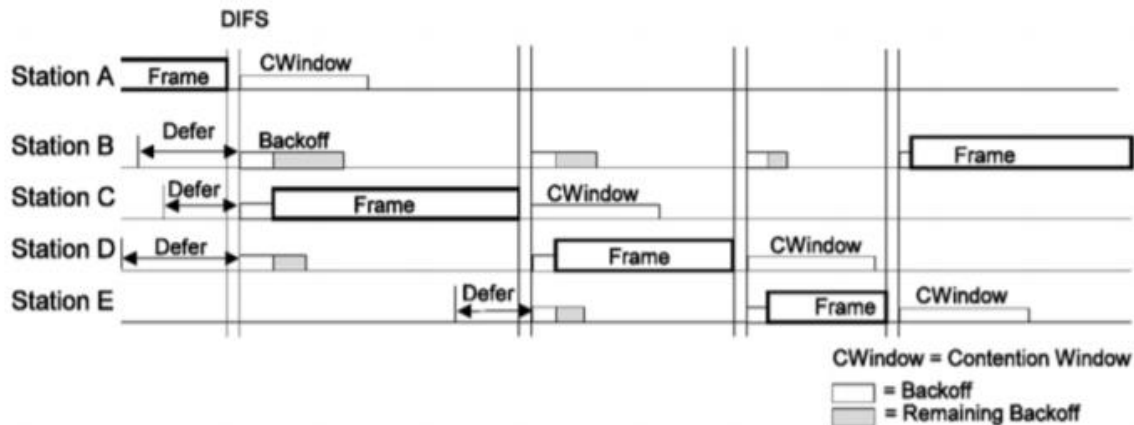 DIFS
Station A Frame CWindow
Station B Defer Backoff Frame
Station C Defer Frame CWindow
Station D Defer Frame CWindow
Station E Defer Frame CWindow
CWindow = Contention Window
= Backoff
= Remaining Backoff